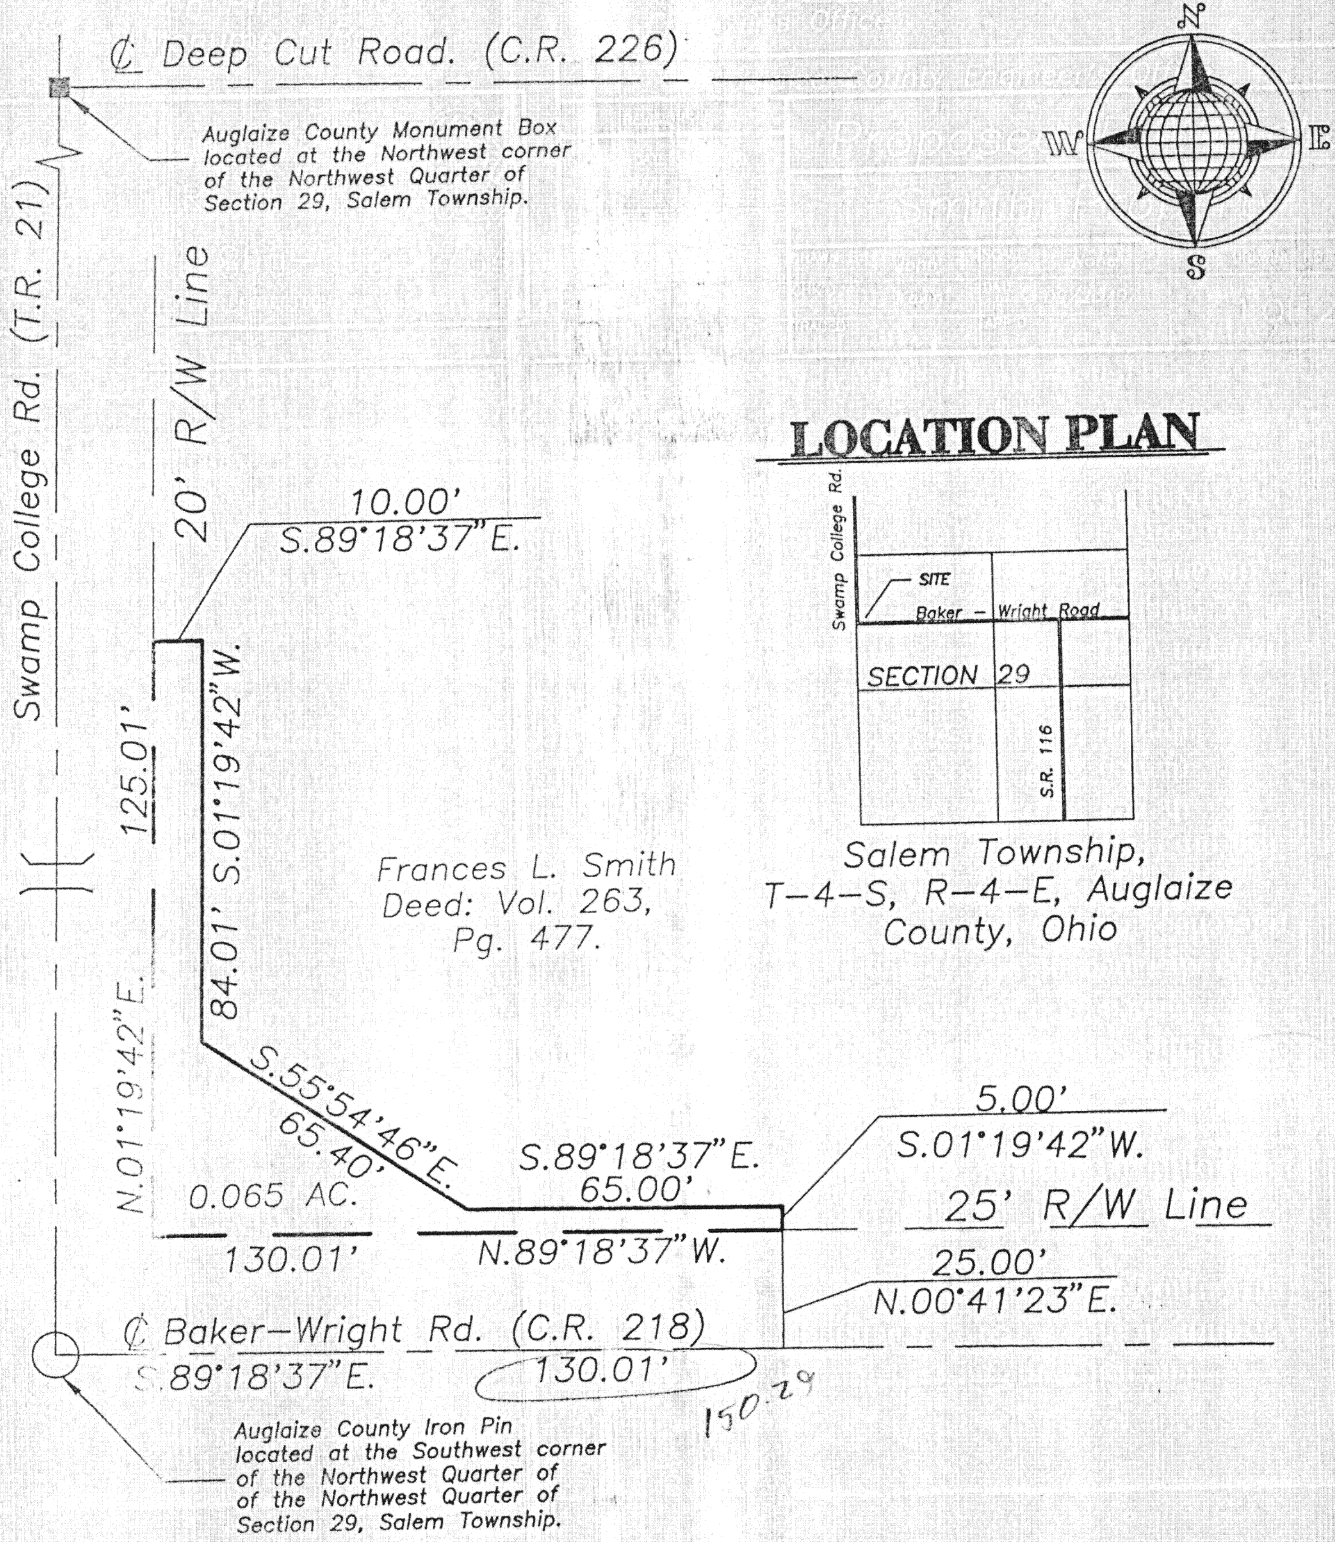 ℄ Deep Cut Road. (C.R. 226)
N
W
E
S
Auglaize County Monument Box
located at the Northwest corner
of the Northwest Quarter of
Section 29, Salem Township.
Swamp College Rd. (T.R. 21)
20' R/W Line
10.00'
S.89°18'37"E.
LOCATION PLAN
Swamp College Rd.
SITE
Baker - Wright Road
SECTION 29
S.R. 116
Salem Township,
T-4-S, R-4-E, Auglaize
County, Ohio
N.01°19'42"E. 125.01'
84.01' S.01°19'42"W.
Frances L. Smith
Deed: Vol. 263,
Pg. 477.
S.55°54'46"E.
65.40'
S.89°18'37"E.
65.00'
5.00'
S.01°19'42"W.
0.065 AC.
25' R/W Line
130.01'
N.89°18'37"W.
25.00'
N.00°41'23"E.
℄ Baker-Wright Rd. (C.R. 218)
S.89°18'37"E.
130.01'
150.29
Auglaize County Iron Pin
located at the Southwest corner
of the Northwest Quarter of
of the Northwest Quarter of
Section 29, Salem Township.